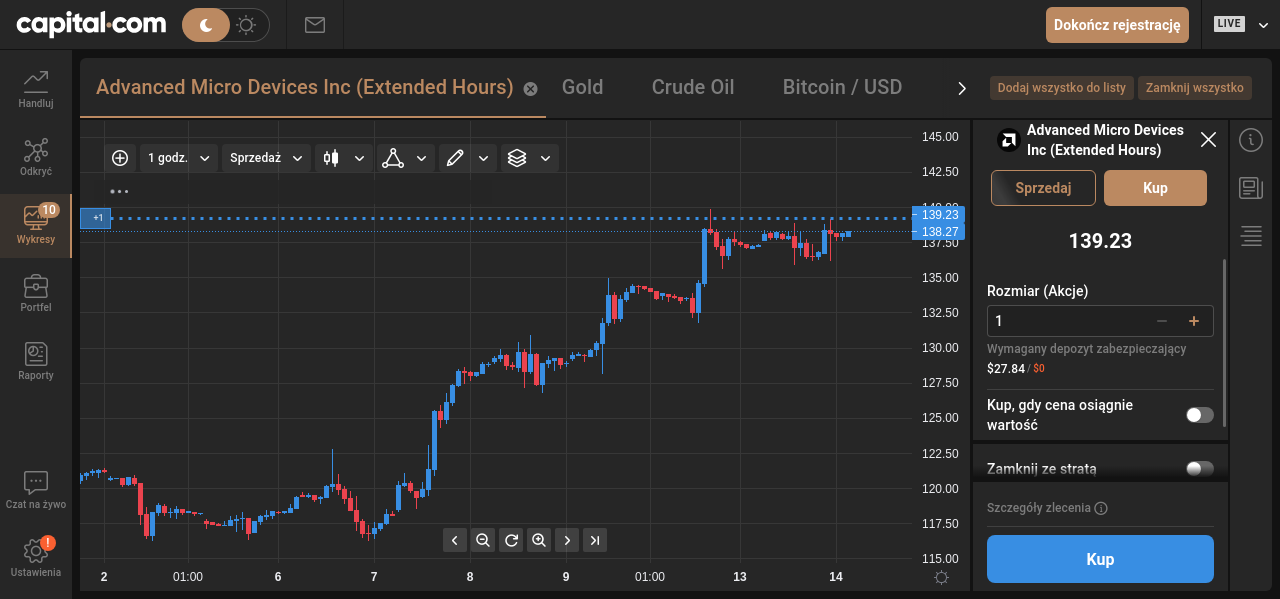 capital.com
Dokończ rejestrację
LIVE
Handluj
Odkryć
10
Wykresy
Portfel
Raporty
Czat na żywo
!
Ustawienia
Advanced Micro Devices Inc (Extended Hours)
Gold
Crude Oil
Bitcoin / USD
Dodaj wszystko do listy
Zamknij wszystko
1 godz.
Sprzedaż
+1
145.00
142.50
140.00
139.23
138.27
137.50
135.00
132.50
130.00
127.50
125.00
122.50
120.00
117.50
115.00
2 01:00 6 7 8 9 01:00 13 14
Advanced Micro Devices
Inc (Extended Hours)
Sprzedaj
Kup
139.23
Rozmiar (Akcje)
1
Wymagany depozyt zabezpieczający
$27.84 / $0
Kup, gdy cena osiągnie
wartość
Zamknij ze stratą
Szczegóły zlecenia
Kup